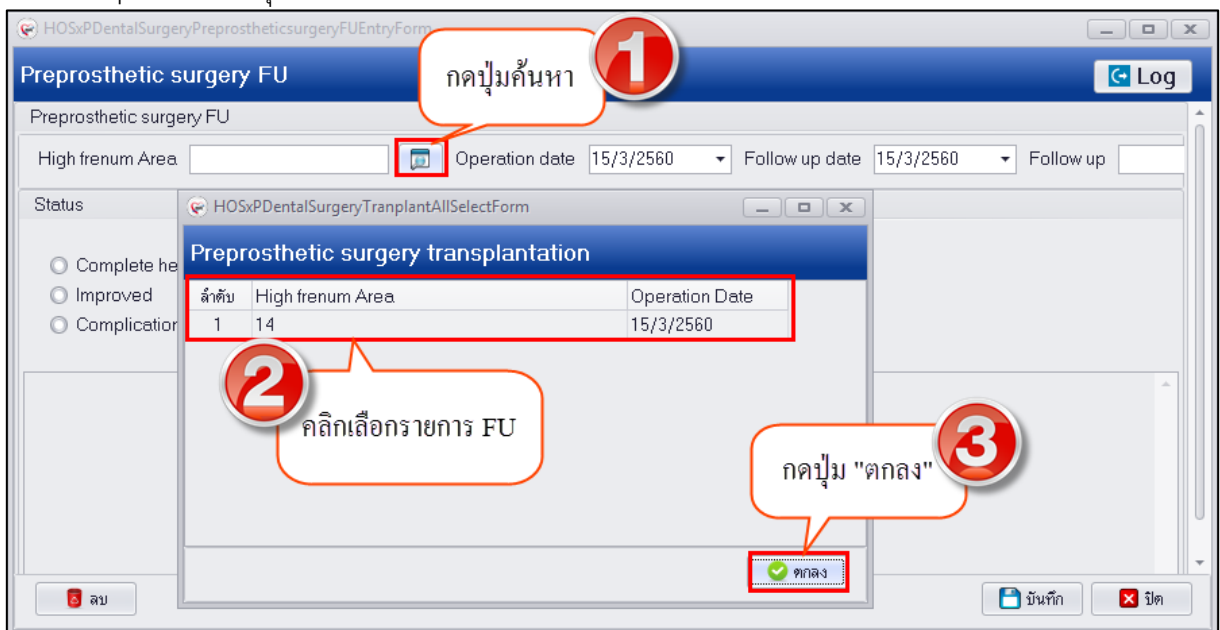 HOSxPDentalSurgeryPreprostheticsurgeryFUEntryForm
Preprosthetic surgery FU
Log
กดปุ่มค้นหา
1
Preprosthetic surgery FU
High frenum Area
Operation date 15/3/2560 Follow up date 15/3/2560 Follow up
Status
HOSxPDentalSurgeryTranplantAllSelectForm
Preprosthetic surgery transplantation
Complete he
Improved
Complication
ลำดับ High frenum Area Operation Date
1 14 15/3/2560
2
คลิกเลือกรายการ FU
3
กดปุ่ม "ตกลง"
ตกลง
ลบ
บันทึก
ปิด